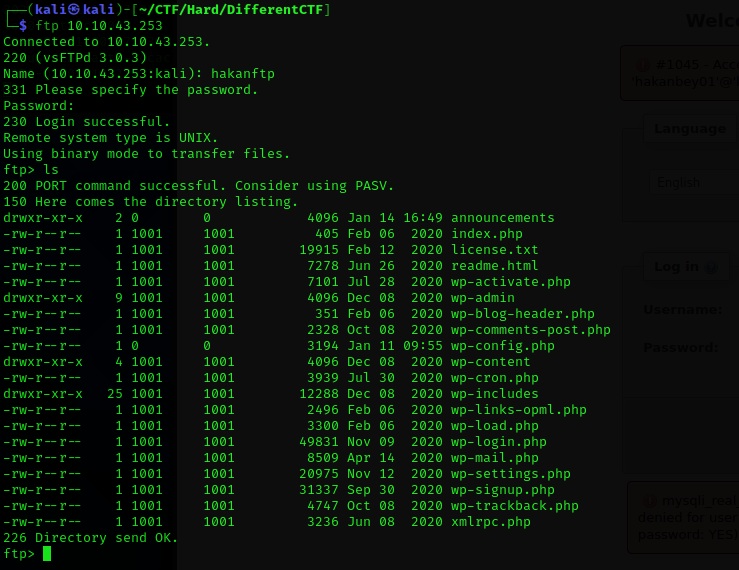 ┌──(kali㉿kali)-[~/CTF/Hard/DifferentCTF]
└─$ ftp 10.10.43.253
Connected to 10.10.43.253.
220 (vsFTPd 3.0.3)
Name (10.10.43.253:kali): hakanftp
331 Please specify the password.
Password:
230 Login successful.
Remote system type is UNIX.
Using binary mode to transfer files.
ftp> ls
200 PORT command successful. Consider using PASV.
150 Here comes the directory listing.
drwxr-xr-x    2 0        0            4096 Jan 14 16:49 announcements
-rw-r--r--    1 1001     1001          405 Feb 06  2020 index.php
-rw-r--r--    1 1001     1001        19915 Feb 12  2020 license.txt
-rw-r--r--    1 1001     1001         7278 Jun 26  2020 readme.html
-rw-r--r--    1 1001     1001         7101 Jul 28  2020 wp-activate.php
drwxr-xr-x    9 1001     1001         4096 Dec 08  2020 wp-admin
-rw-r--r--    1 1001     1001          351 Feb 06  2020 wp-blog-header.php
-rw-r--r--    1 1001     1001         2328 Oct 08  2020 wp-comments-post.php
-rw-r--r--    1 0        0            3194 Jan 11 09:55 wp-config.php
drwxr-xr-x    4 1001     1001         4096 Dec 08  2020 wp-content
-rw-r--r--    1 1001     1001         3939 Jul 30  2020 wp-cron.php
drwxr-xr-x   25 1001     1001        12288 Dec 08  2020 wp-includes
-rw-r--r--    1 1001     1001         2496 Feb 06  2020 wp-links-opml.php
-rw-r--r--    1 1001     1001         3300 Feb 06  2020 wp-load.php
-rw-r--r--    1 1001     1001        49831 Nov 09  2020 wp-login.php
-rw-r--r--    1 1001     1001         8509 Apr 14  2020 wp-mail.php
-rw-r--r--    1 1001     1001        20975 Nov 12  2020 wp-settings.php
-rw-r--r--    1 1001     1001        31337 Sep 30  2020 wp-signup.php
-rw-r--r--    1 1001     1001         4747 Oct 08  2020 wp-trackback.php
-rw-r--r--    1 1001     1001         3236 Jun 08  2020 xmlrpc.php
226 Directory send OK.
ftp>
#1045 -
'hakanbey01'@
Language
English
Log in
Username:
Password:
denied for
password: YES)